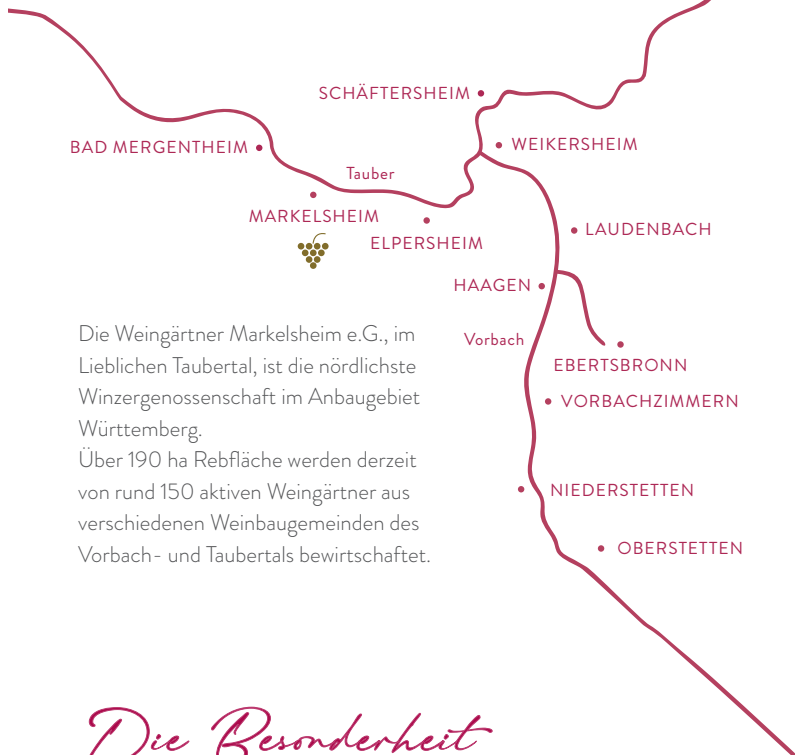 SCHÄFTERSHEIM
BAD MERGENTHEIM
WEIKERSHEIM
Tauber
MARKELSHEIM
ELPERSHEIM
LAUDENBACH
HAAGEN
Vorbach
EBERTSBRONN
VORBACHZIMMERN
NIEDERSTETTEN
OBERSTETTEN
Die Weingärtner Markelsheim e.G., im
Lieblichen Taubertal, ist die nördlichste
Winzergenossenschaft im Anbaugebiet
Württemberg.
Über 190 ha Rebfläche werden derzeit
von rund 150 aktiven Weingärtner aus
verschiedenen Weinbaugemeinden des
Vorbach- und Taubertals bewirtschaftet.
Die Besonderheit